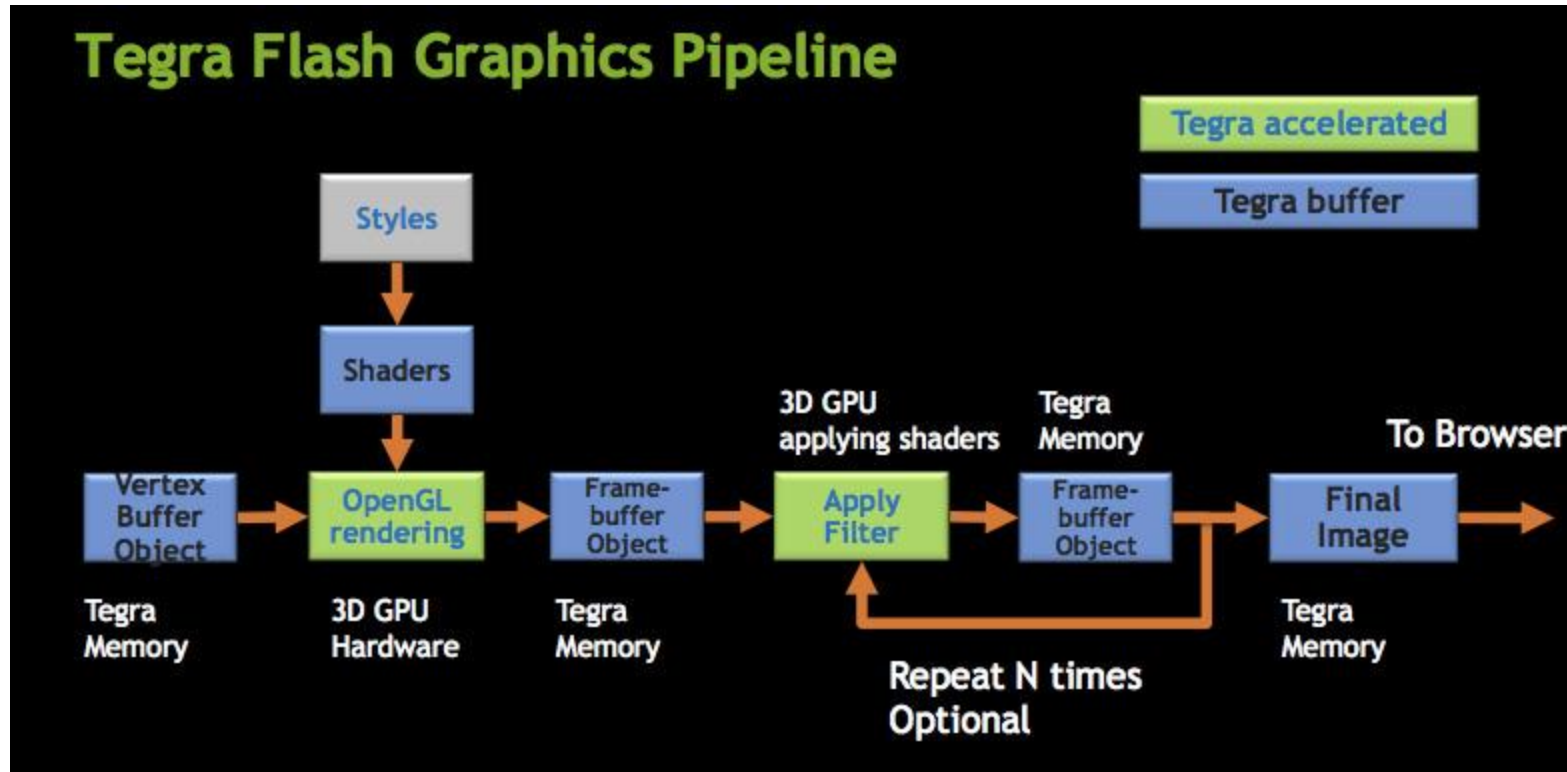 Tegra Flash Graphics Pipeline
Tegra accelerated
Tegra buffer
Styles
Shaders
3D GPU
applying shaders
Tegra
Memory
To Browser
Vertex
Buffer
Object
OpenGL
rendering
Frame-
buffer
Object
Apply
Filter
Frame-
buffer
Object
Final
Image
Tegra
Memory
3D GPU
Hardware
Tegra
Memory
Tegra
Memory
Repeat N times
Optional